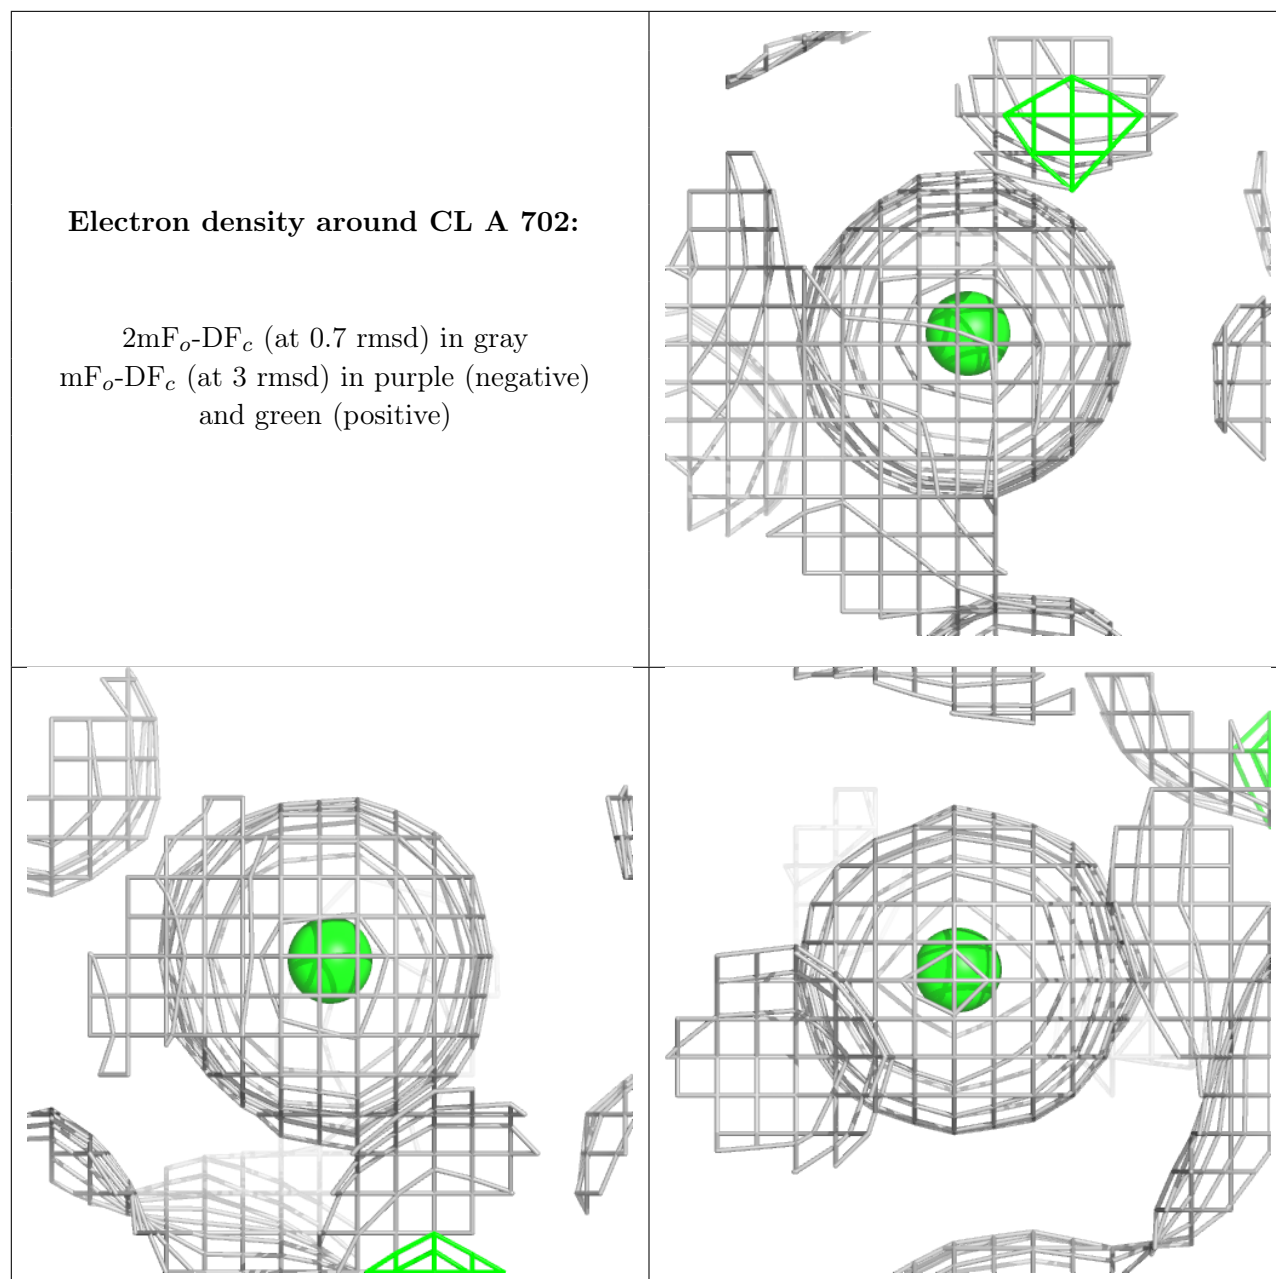 Electron density around CL A 702:
2mFo-DFc (at 0.7 rmsd) in gray
mFo-DFc (at 3 rmsd) in purple (negative)
and green (positive)